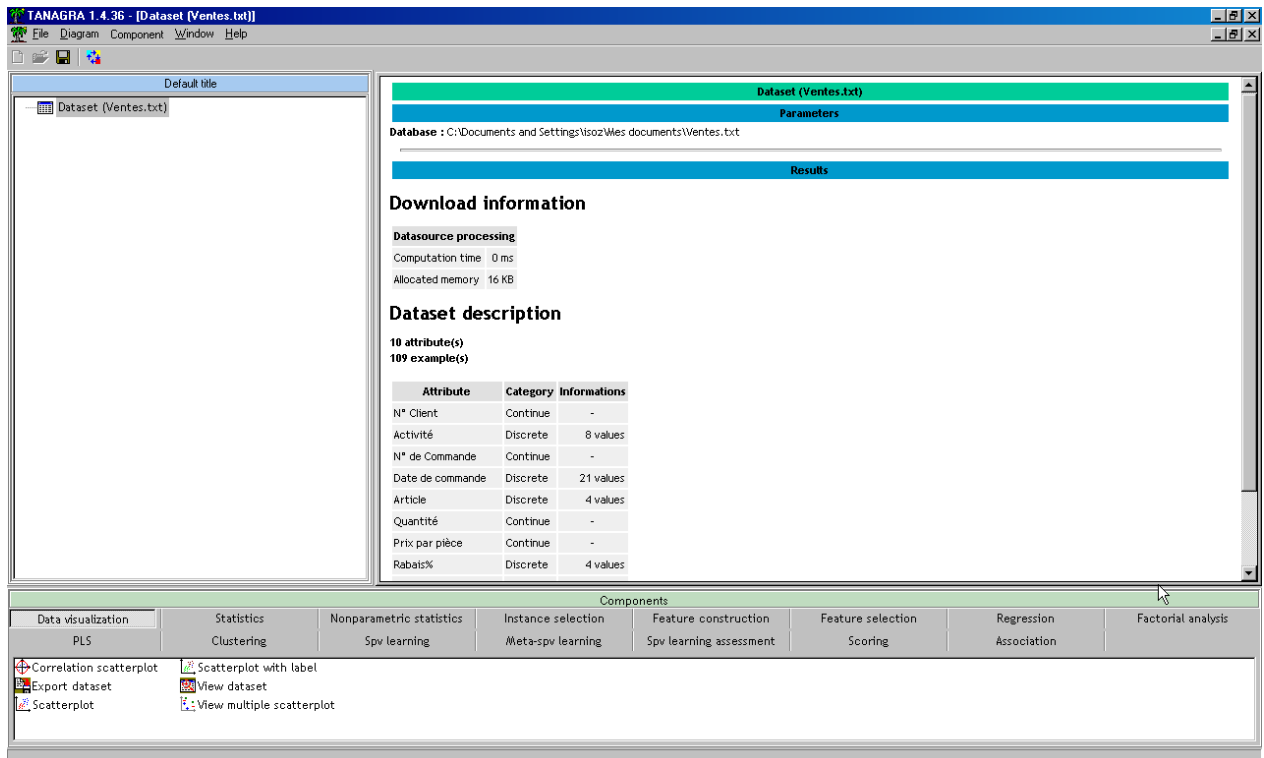 TANAGRA 1.4.36 - [Dataset (Ventes.txt)]
File Diagram Component Window Help
Default title
Dataset (Ventes.txt)
Dataset (Ventes.txt)
Parameters
Database : C:\Documents and Settings\isoz\Mes documents\Ventes.txt
Results
Download information
Datasource processing
Computation time 0 ms
Allocated memory 16 KB
Dataset description
10 attribute(s)
109 example(s)
Attribute Category Informations
N° Client Continue -
Activité Discrete 8 values
N° de Commande Continue -
Date de commande Discrete 21 values
Article Discrete 4 values
Quantité Continue -
Prix par pièce Continue -
Rabais% Discrete 4 values
Components
Data visualization Statistics Nonparametric statistics Instance selection Feature construction Feature selection Regression Factorial analysis
PLS Clustering Spv learning Meta-spv learning Spv learning assessment Scoring Association
Correlation scatterplot Scatterplot with label
Export dataset View dataset
Scatterplot View multiple scatterplot